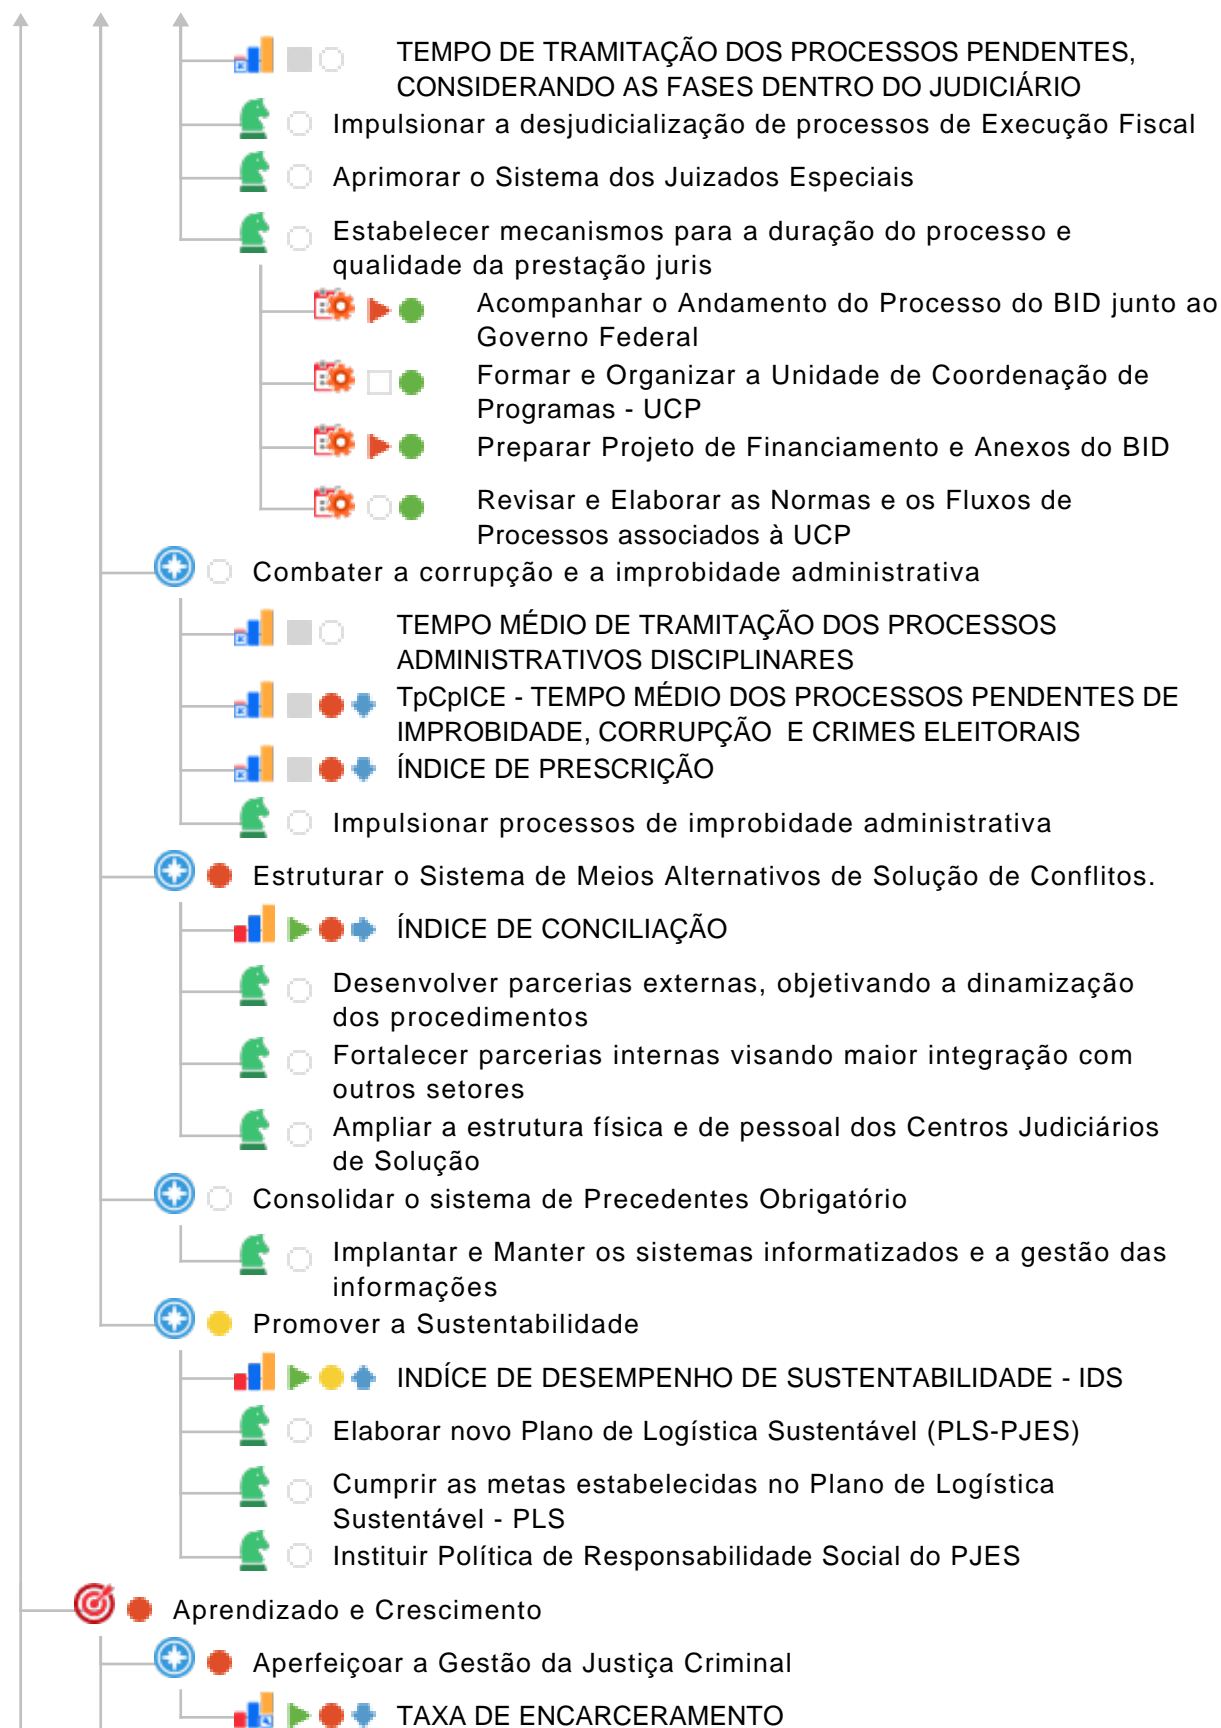 TEMPO DE TRAMITAÇÃO DOS PROCESSOS PENDENTES,
CONSIDERANDO AS FASES DENTRO DO JUDICIÁRIO
Impulsionar a desjudicialização de processos de Execução Fiscal
Aprimorar o Sistema dos Juizados Especiais
Estabelecer mecanismos para a duração do processo e
qualidade da prestação juris
Acompanhar o Andamento do Processo do BID junto ao
Governo Federal
Formar e Organizar a Unidade de Coordenação de
Programas - UCP
Preparar Projeto de Financiamento e Anexos do BID
Revisar e Elaborar as Normas e os Fluxos de
Processos associados à UCP
Combater a corrupção e a improbidade administrativa
TEMPO MÉDIO DE TRAMITAÇÃO DOS PROCESSOS
ADMINISTRATIVOS DISCIPLINARES
TpCpICE - TEMPO MÉDIO DOS PROCESSOS PENDENTES DE
IMPROBIDADE, CORRUPÇÃO  E CRIMES ELEITORAIS
ÍNDICE DE PRESCRIÇÃO
Impulsionar processos de improbidade administrativa
Estruturar o Sistema de Meios Alternativos de Solução de Conflitos.
ÍNDICE DE CONCILIAÇÃO
Desenvolver parcerias externas, objetivando a dinamização
dos procedimentos
Fortalecer parcerias internas visando maior integração com
outros setores
Ampliar a estrutura física e de pessoal dos Centros Judiciários
de Solução
Consolidar o sistema de Precedentes Obrigatório
Implantar e Manter os sistemas informatizados e a gestão das
informações
Promover a Sustentabilidade
INDÍCE DE DESEMPENHO DE SUSTENTABILIDADE - IDS
Elaborar novo Plano de Logística Sustentável (PLS-PJES)
Cumprir as metas estabelecidas no Plano de Logística
Sustentável - PLS
Instituir Política de Responsabilidade Social do PJES
Aprendizado e Crescimento
Aperfeiçoar a Gestão da Justiça Criminal
TAXA DE ENCARCERAMENTO